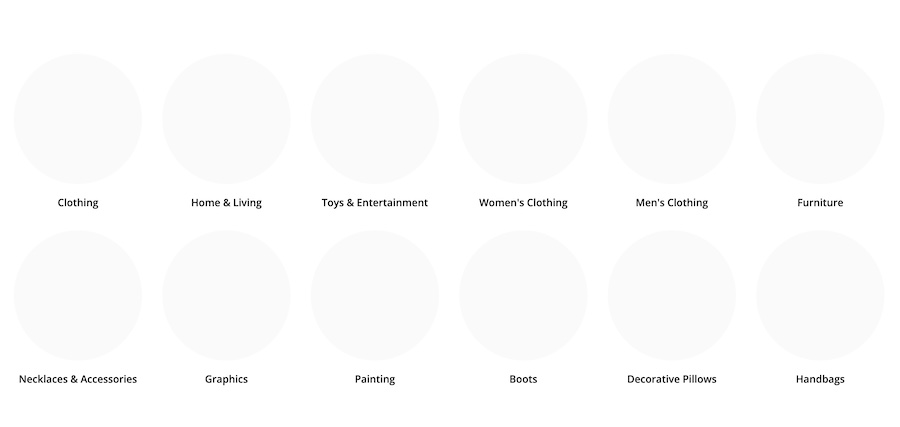 Clothing
Home & Living
Toys & Entertainment
Women's Clothing
Men's Clothing
Furniture
Necklaces & Accessories
Graphics
Painting
Boots
Decorative Pillows
Handbags